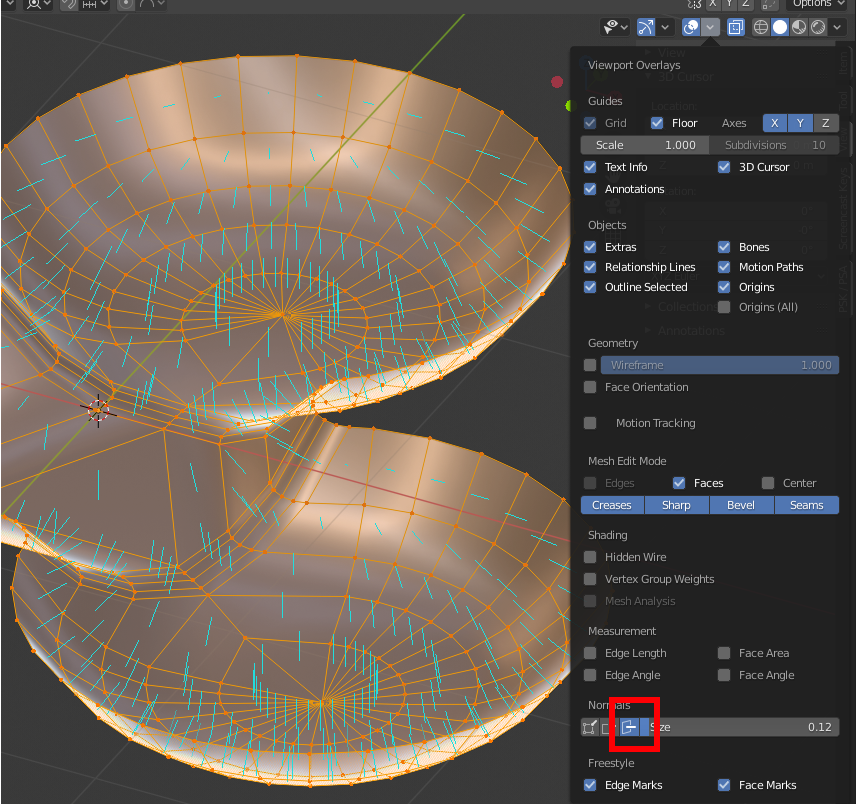 X Y Z Options
Viewport Overlays
Guides
Grid Floor Axes X Y Z
Scale 1.000 Subdivisions 10
Text Info 3D Cursor
Annotations
Objects
Extras Bones
Relationship Lines Motion Paths
Outline Selected Origins
Origins (All)
Geometry
Wireframe 1.000
Face Orientation
Motion Tracking
Mesh Edit Mode
Edges Faces Center
Creases Sharp Bevel Seams
Shading
Hidden Wire
Vertex Group Weights
Mesh Analysis
Measurement
Edge Length Face Area
Edge Angle Face Angle
Normals
Size 0.12
Freestyle
Edge Marks Face Marks